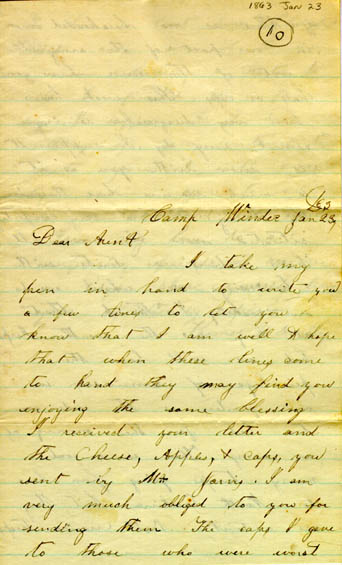 1863 Jan 23
10
/63
Camp Winder Jan 23,
Dear Aunt
I take my
pen in hand to write you
a few lines to let you
know that I am well & hope
that when these lines come
to hand they may find you
enjoying the same blessing
I received your letter and
the Cheese, Apples, & caps, you
sent by Mr Jarvis. I am
very much obliged to you for
sending them The caps I gave
to those who were worst